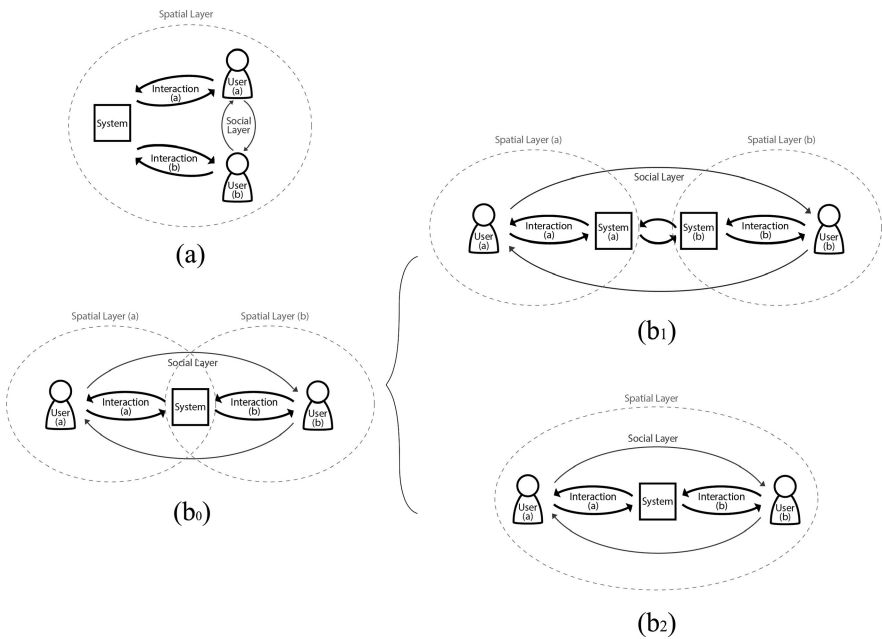 Spatial Layer
User
(a)
Interaction
(a)
Social
Layer
System
Interaction
(b)
User
(b)
(a)
Spatial Layer (a)
Spatial Layer (b)
Social Layer
User
(a)
Interaction
(a)
System
Interaction
(b)
User
(b)
(b0)
Spatial Layer (a)
Spatial Layer (b)
Social Layer
User
(a)
Interaction
(a)
System
(a)
System
(b)
Interaction
(b)
User
(b)
(b1)
Spatial Layer
Social Layer
User
(a)
Interaction
(a)
System
Interaction
(b)
User
(b)
(b2)